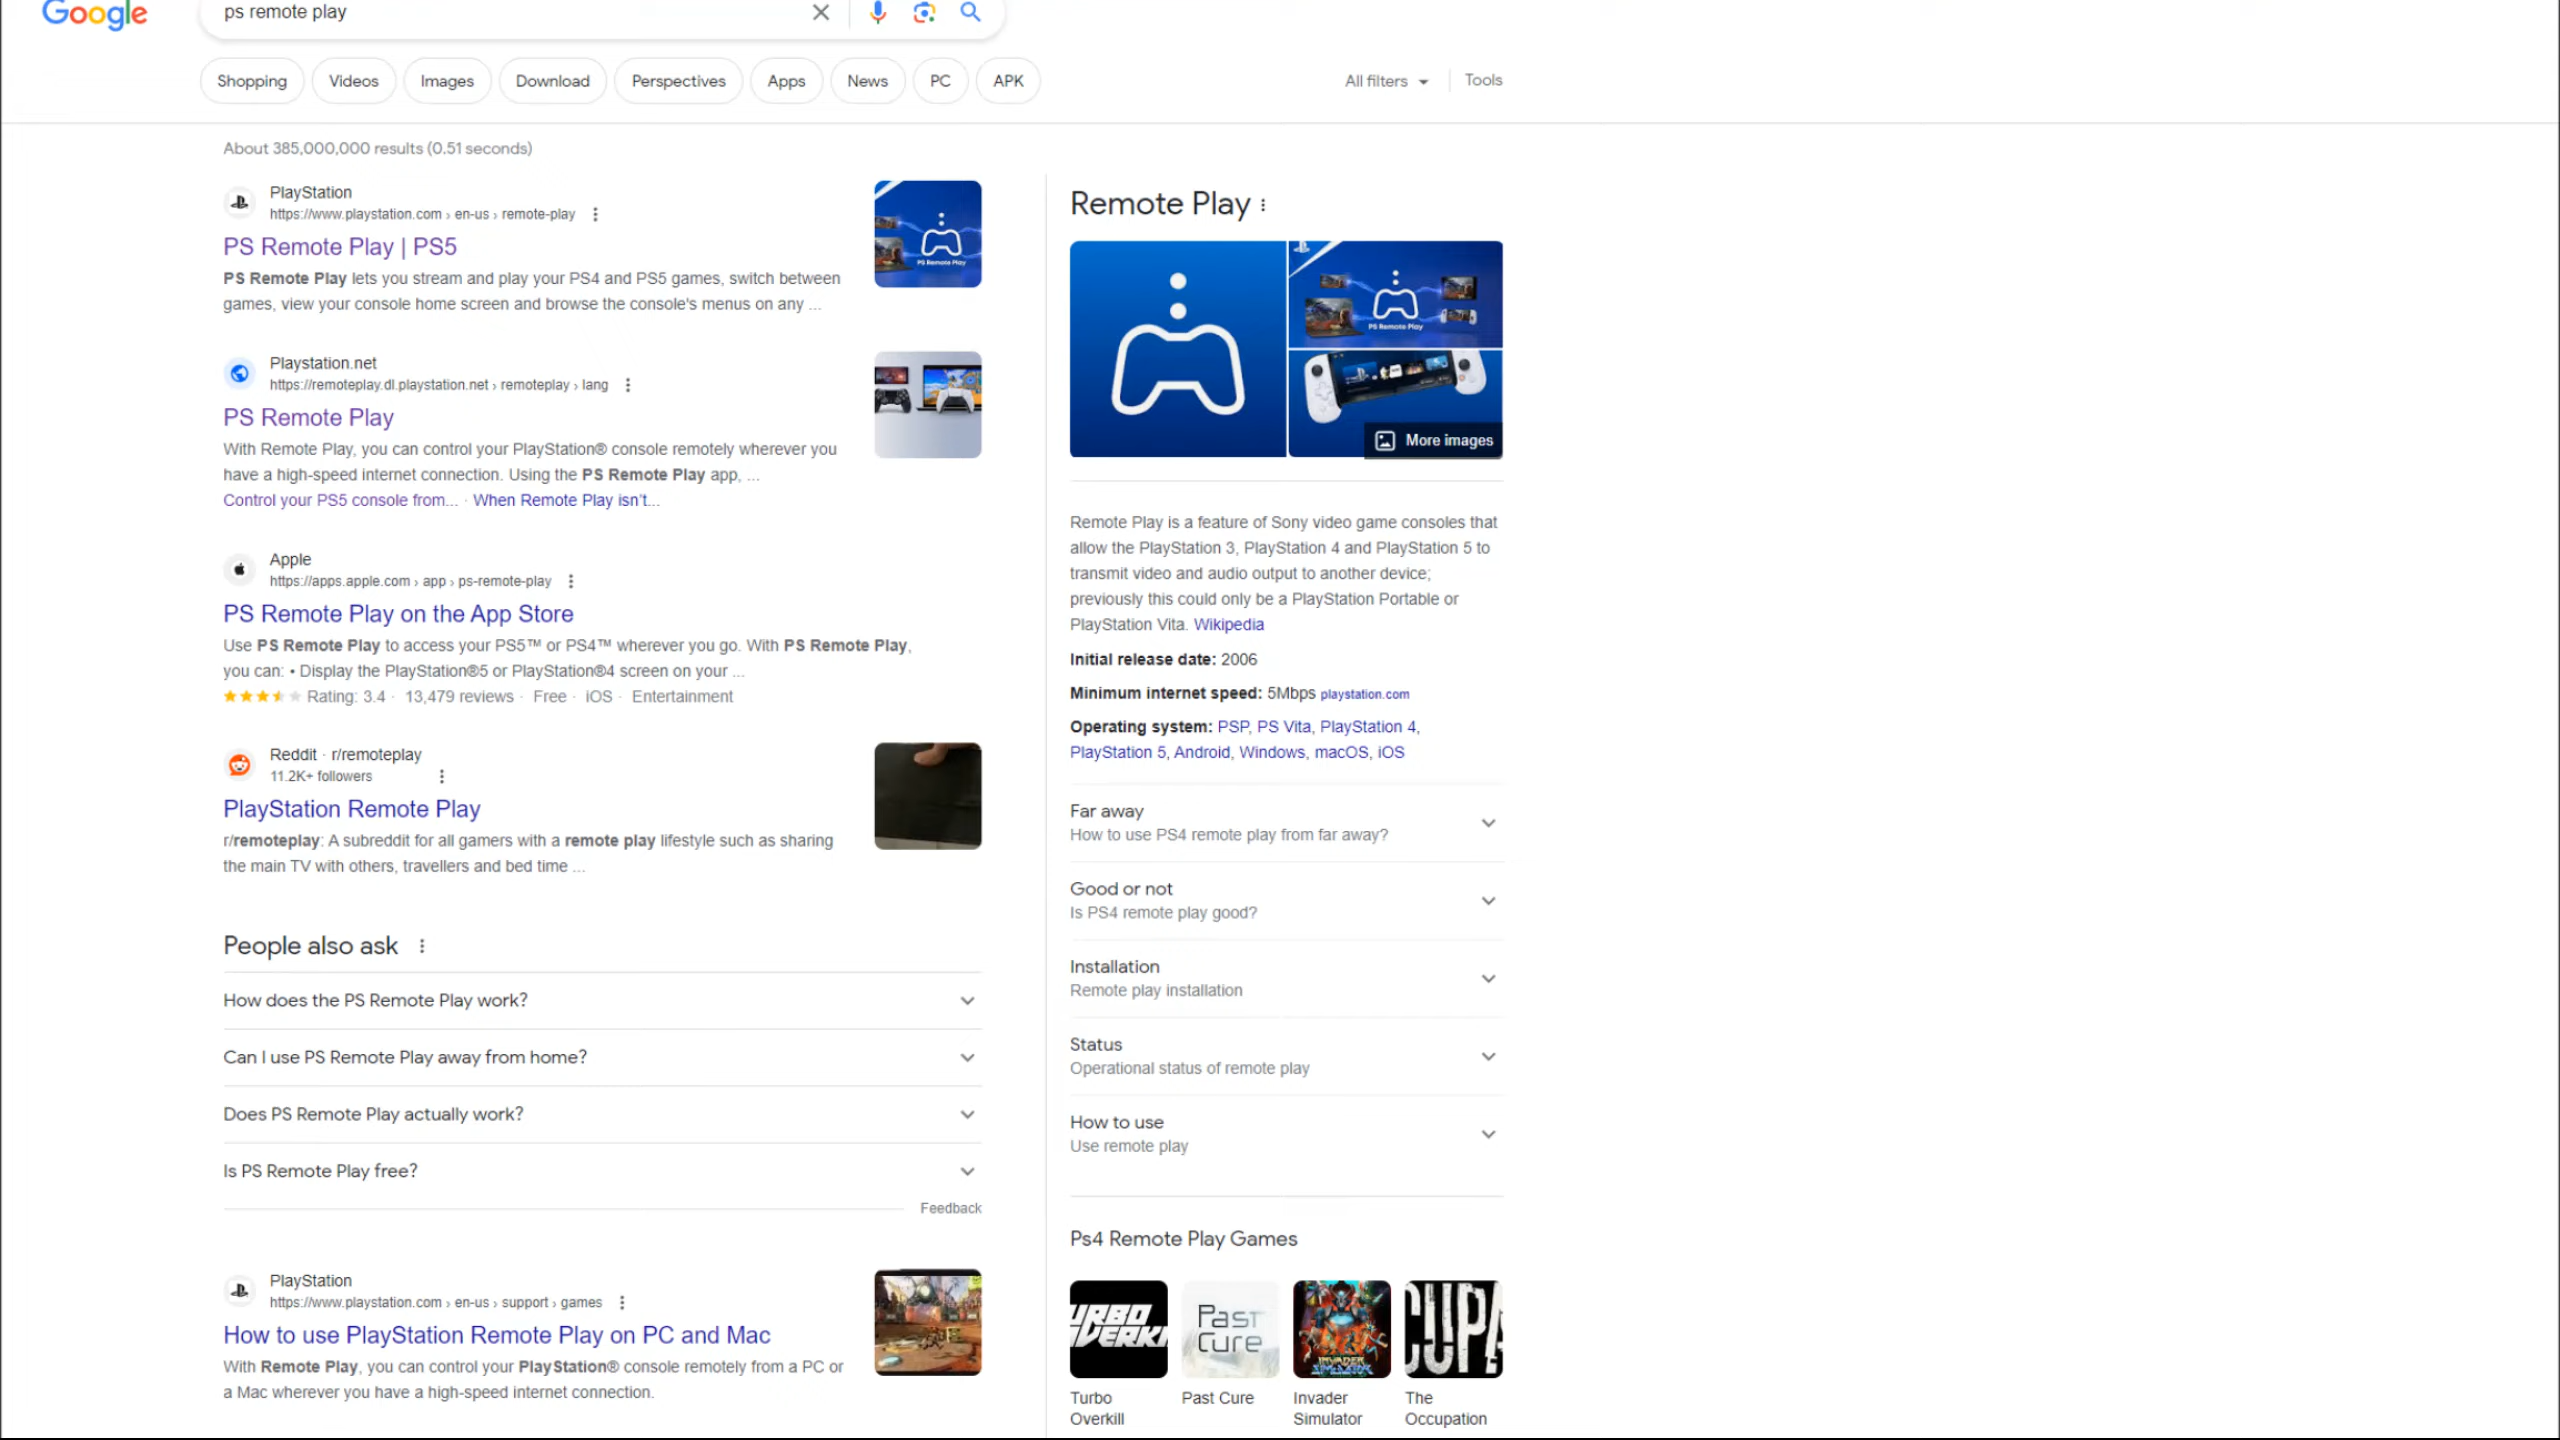 Google
ps remote play
Shopping
Videos
Images
Download
Perspectives
Apps
News
PC
APK
All filters
Tools
About 385,000,000 results (0.51 seconds)
PlayStation
https://www.playstation.com › en-us › remote-play
PS Remote Play | PS5
PS Remote Play lets you stream and play your PS4 and PS5 games, switch between
games, view your console home screen and browse the console's menus on any ...
PS Remote Play
Playstation.net
https://remoteplay.dl.playstation.net › remoteplay › lang
PS Remote Play
With Remote Play, you can control your PlayStation® console remotely wherever you
have a high-speed internet connection. Using the PS Remote Play app, ...
Control your PS5 console from... · When Remote Play isn't...
Apple
https://apps.apple.com › app › ps-remote-play
PS Remote Play on the App Store
Use PS Remote Play to access your PS5™ or PS4™ wherever you go. With PS Remote Play,
you can: • Display the PlayStation®5 or PlayStation®4 screen on your ...
Rating: 3.4 · 13,479 reviews · Free · iOS · Entertainment
Reddit · r/remoteplay
11.2K+ followers
PlayStation Remote Play
r/remoteplay: A subreddit for all gamers with a remote play lifestyle such as sharing
the main TV with others, travellers and bed time ...
People also ask
How does the PS Remote Play work?
Can I use PS Remote Play away from home?
Does PS Remote Play actually work?
Is PS Remote Play free?
Feedback
PlayStation
https://www.playstation.com › en-us › support › games
How to use PlayStation Remote Play on PC and Mac
With Remote Play, you can control your PlayStation® console remotely from a PC or
a Mac wherever you have a high-speed internet connection.
Remote Play
PS Remote Play
More images
Remote Play is a feature of Sony video game consoles that
allow the PlayStation 3, PlayStation 4 and PlayStation 5 to
transmit video and audio output to another device;
previously this could only be a PlayStation Portable or
PlayStation Vita. Wikipedia
Initial release date: 2006
Minimum internet speed: 5Mbps playstation.com
Operating system: PSP, PS Vita, PlayStation 4,
PlayStation 5, Android, Windows, macOS, iOS
Far away
How to use PS4 remote play from far away?
Good or not
Is PS4 remote play good?
Installation
Remote play installation
Status
Operational status of remote play
How to use
Use remote play
Ps4 Remote Play Games
URBO
VERKI
Past
Cure
INVADER
SIMULATOR
CUPA
Turbo
Overkill
Past Cure
Invader
Simulator
The
Occupation